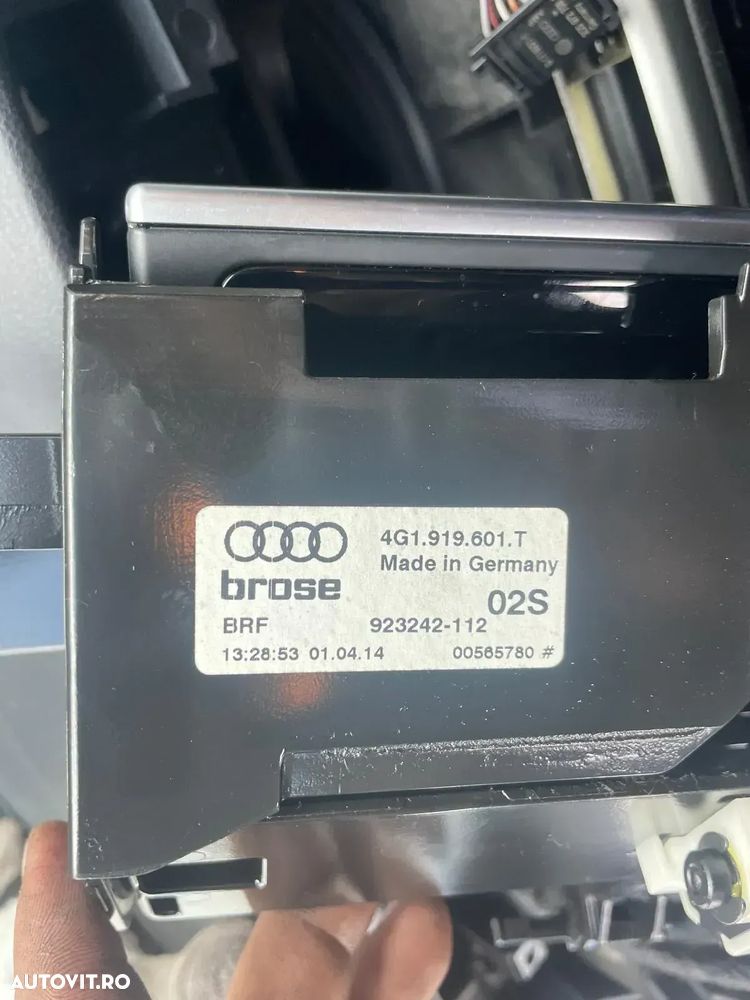 4G1.919.601.T
Made in Germany
brose
02S
BRF 923242-112
13:28:53 01.04.14 00565780 #
AUTOVIT.RO